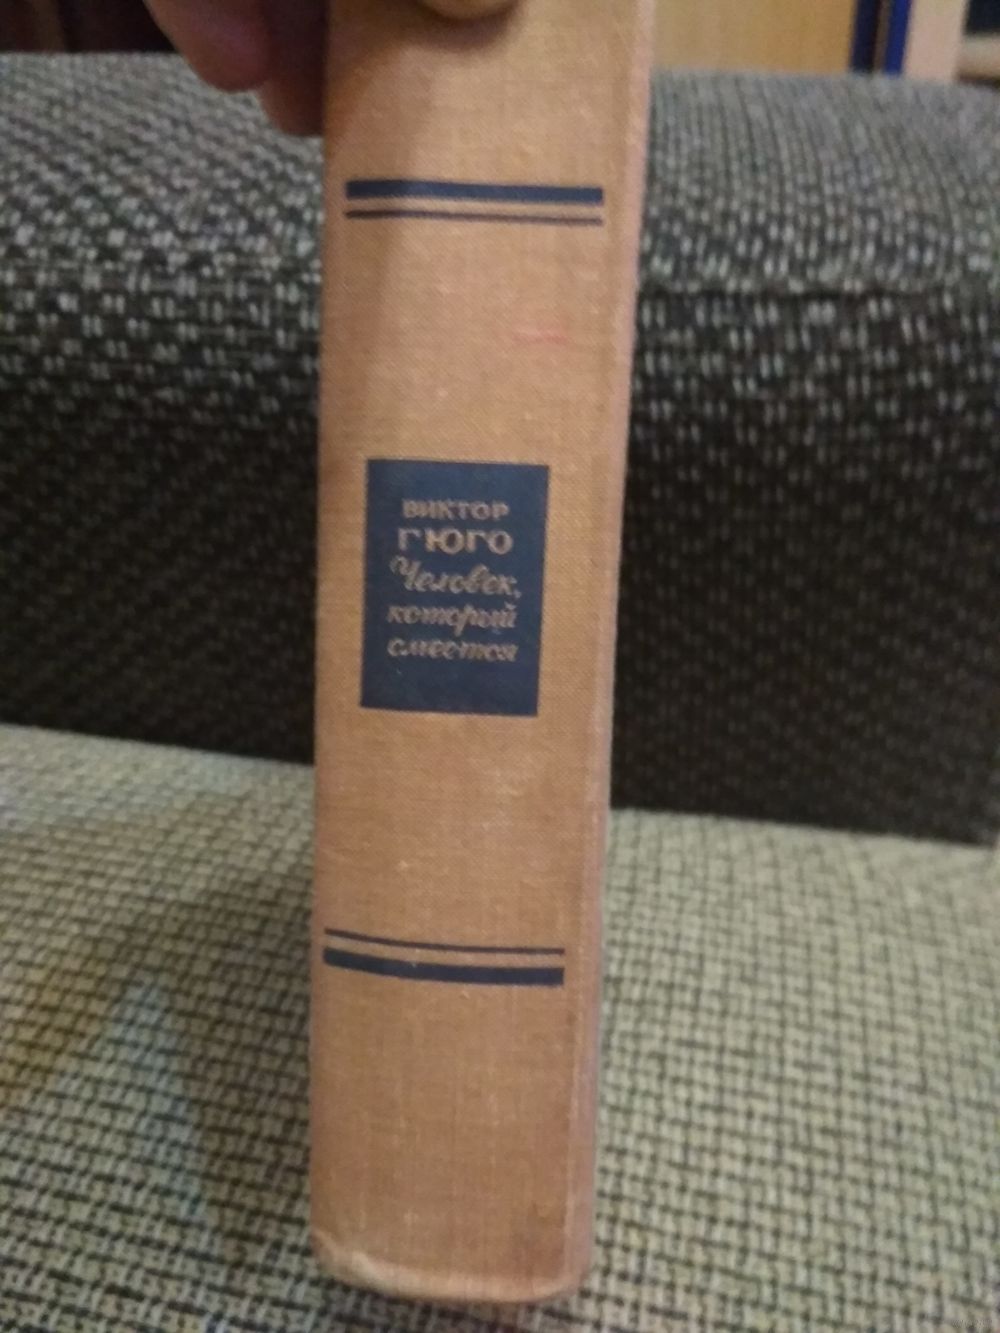 ВИКТОР
ГЮГО
Человек,
который
смеется